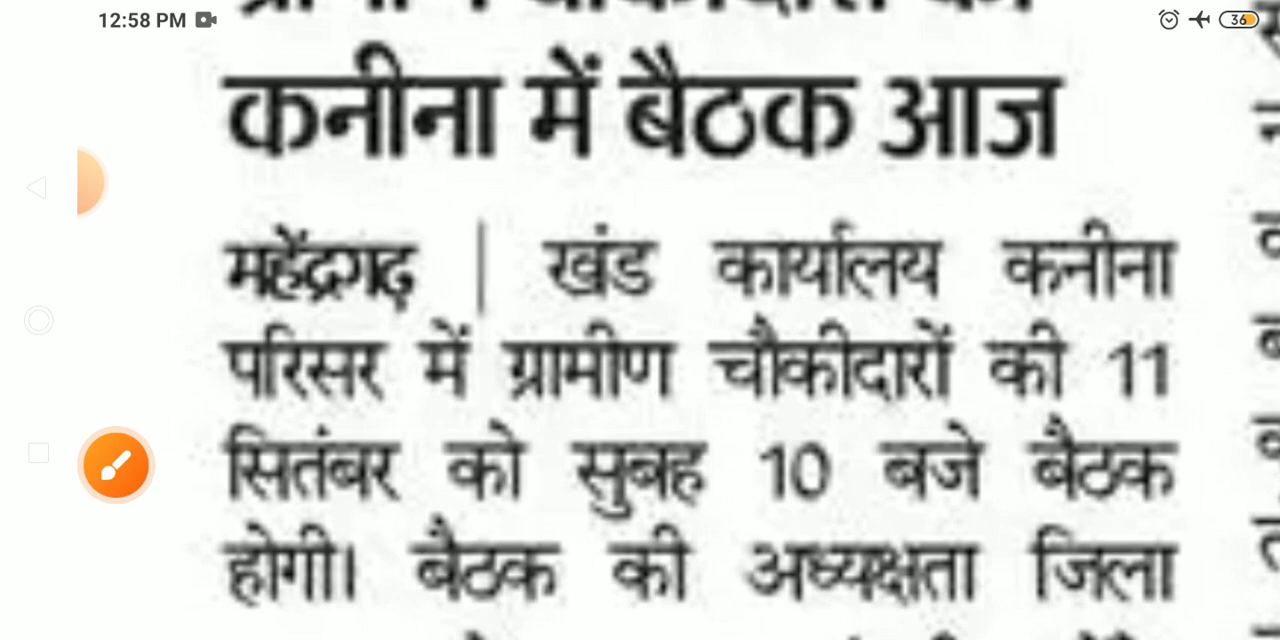 12:58 PM
36
कनीना में बैठक आज
महेंद्रगढ़ | खंड कार्यालय कनीना
परिसर में ग्रामीण चौकीदारों की 11
सितंबर को सुबह 10 बजे बैठक
होगी। बैठक की अध्यक्षता जिला